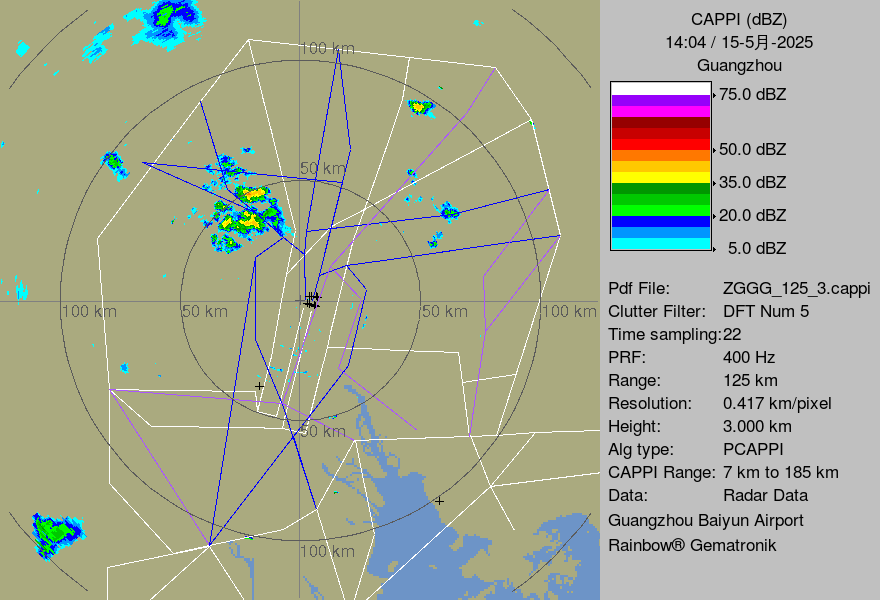 CAPPI (dBZ)
14:04 / 15-5月-2025
Guangzhou
75.0 dBZ
50.0 dBZ
35.0 dBZ
20.0 dBZ
5.0 dBZ
Pdf File: ZGGG_125_3.cappi
Clutter Filter: DFT Num 5
Time sampling:22
PRF: 400 Hz
Range: 125 km
Resolution: 0.417 km/pixel
Height: 3.000 km
Alg type: PCAPPI
CAPPI Range: 7 km to 185 km
Data: Radar Data
Guangzhou Baiyun Airport
Rainbow® Gematronik
100 km
50 km
100 km
50 km
50 km
100 km
50 km
100 km